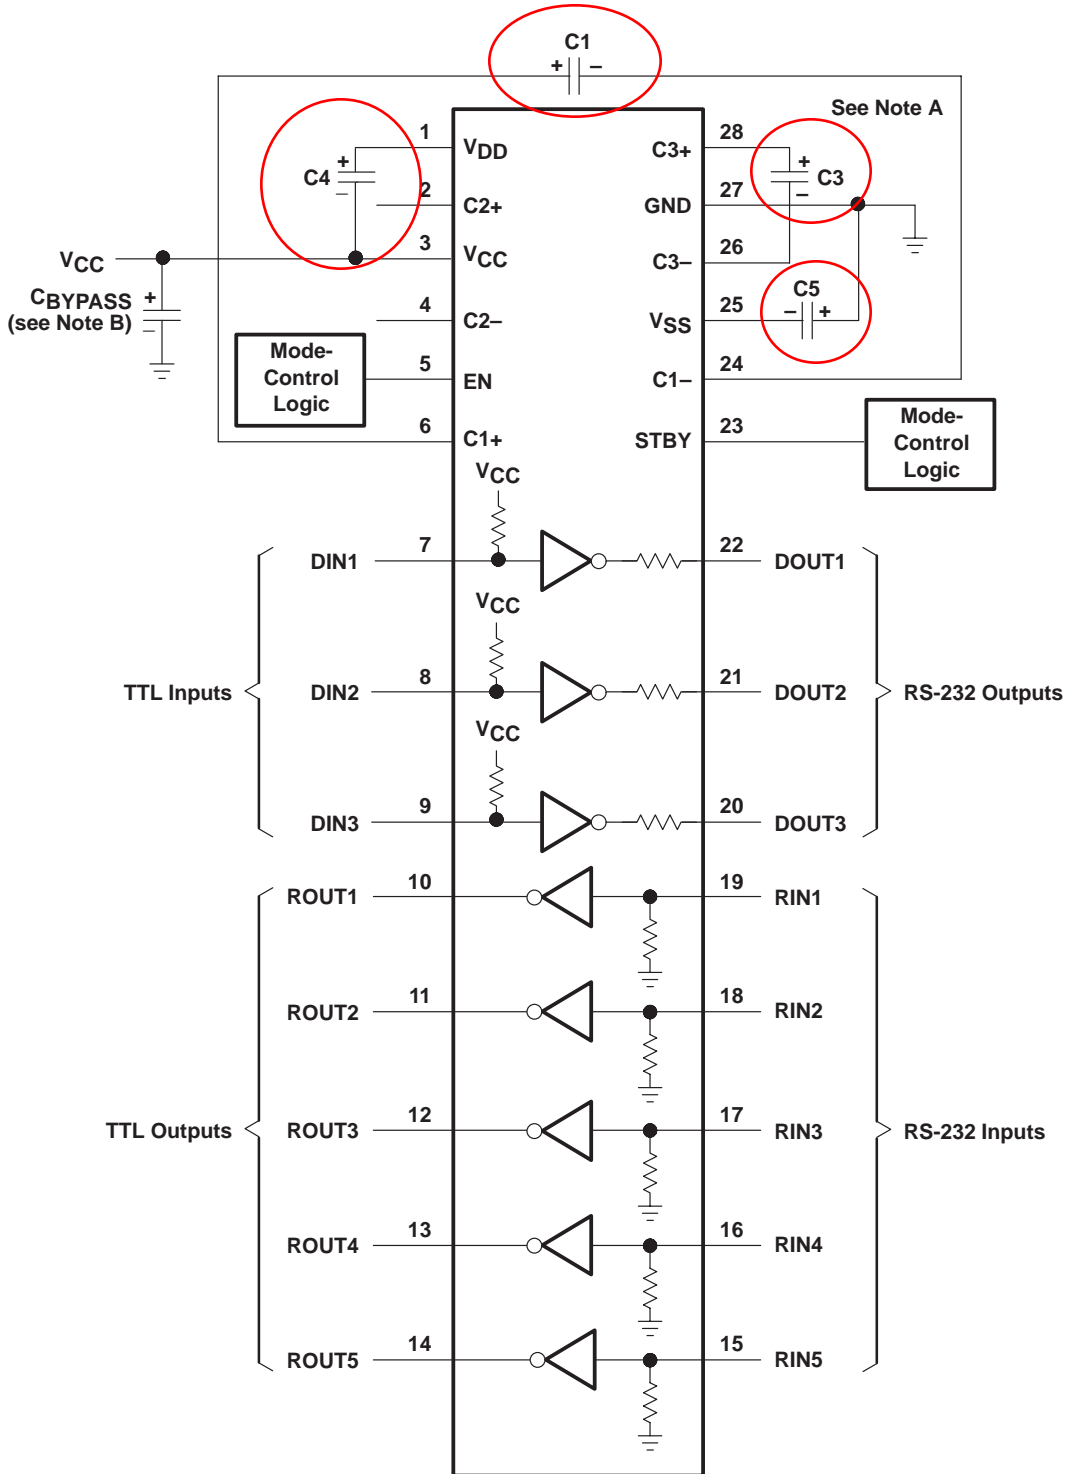 C1
+ −
See Note A
1 VDD C3+ 28
+ C4 −
+ C3 −
2 C2+ GND 27
3 VCC C3− 26
VCC
CBYPASS +
(see Note B) −
C5
4 C2− VSS 25 − +
Mode-
Control
Logic
5 EN C1− 24
6 C1+ STBY 23
Mode-
Control
Logic
VCC
DIN1 7 22 DOUT1
VCC
TTL Inputs DIN2 8 21 DOUT2 RS-232 Outputs
VCC
DIN3 9 20 DOUT3
ROUT1 10 19 RIN1
ROUT2 11 18 RIN2
TTL Outputs ROUT3 12 17 RIN3 RS-232 Inputs
ROUT4 13 16 RIN4
ROUT5 14 15 RIN5